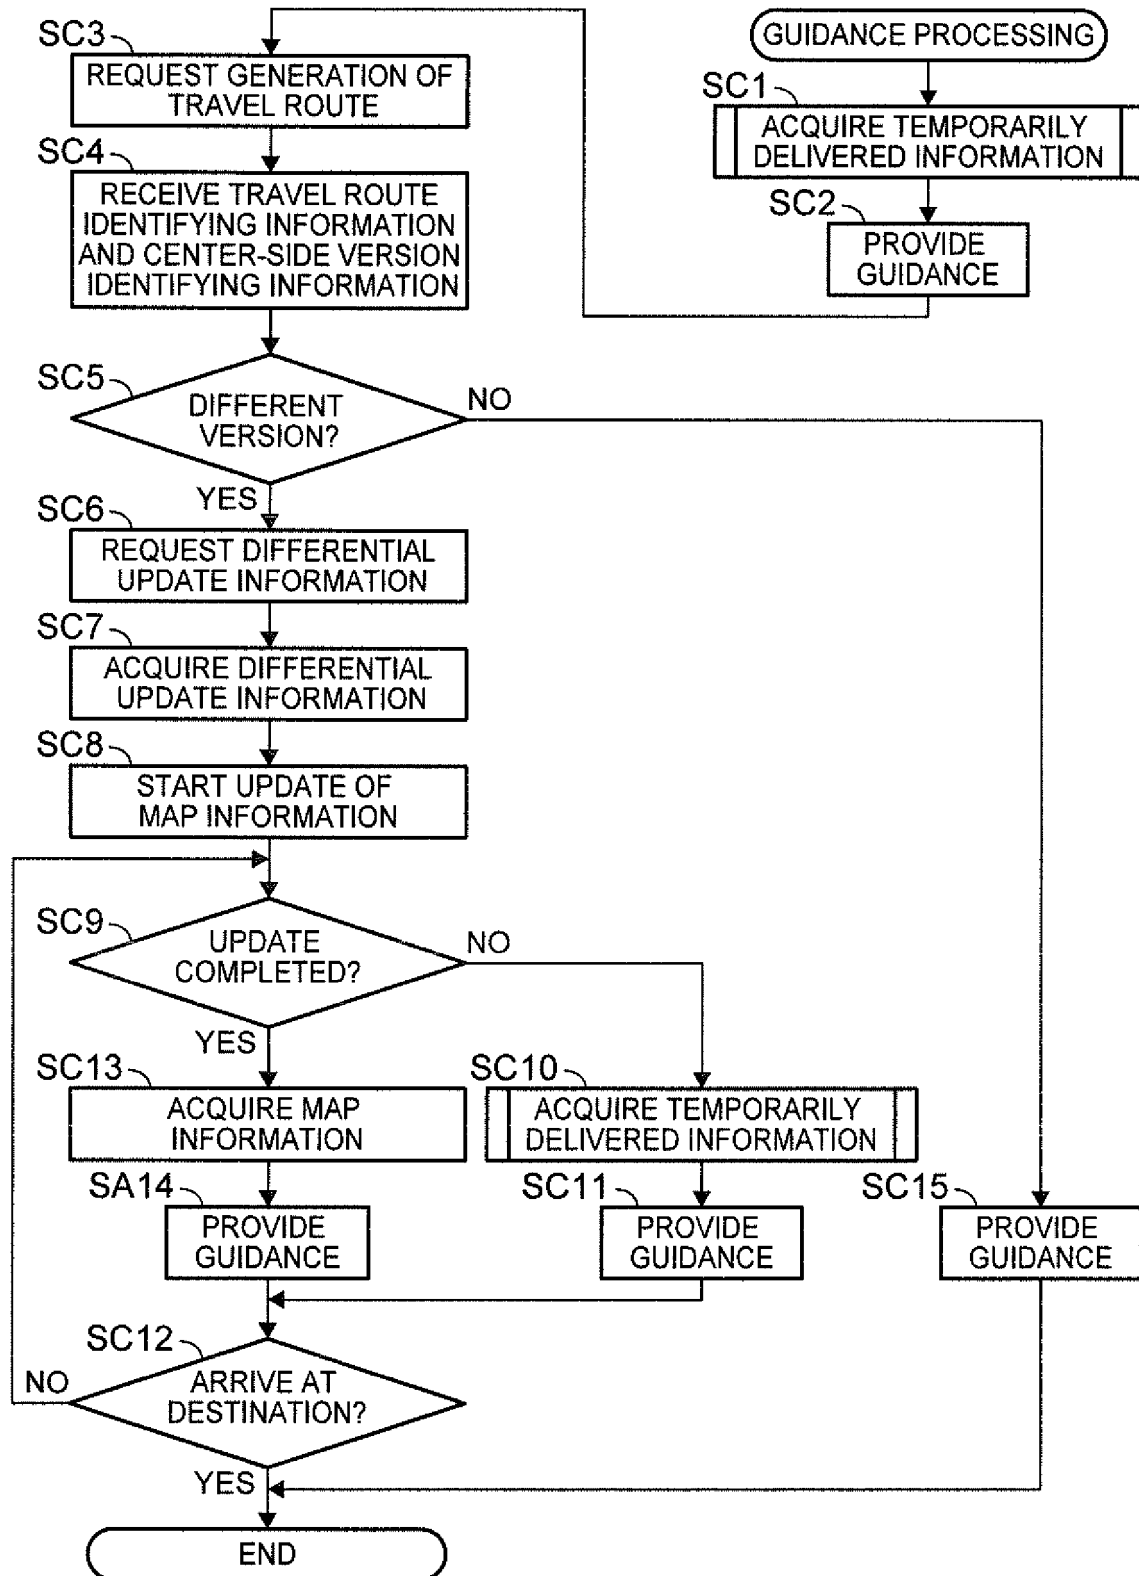 GUIDANCE PROCESSING
SC1
ACQUIRE TEMPORARILY
DELIVERED INFORMATION
SC2
PROVIDE
GUIDANCE
SC3
REQUEST GENERATION OF
TRAVEL ROUTE
SC4
RECEIVE TRAVEL ROUTE
IDENTIFYING INFORMATION
AND CENTER-SIDE VERSION
IDENTIFYING INFORMATION
SC5
DIFFERENT
VERSION?
NO
YES
SC6
REQUEST DIFFERENTIAL
UPDATE INFORMATION
SC7
ACQUIRE DIFFERENTIAL
UPDATE INFORMATION
SC8
START UPDATE OF
MAP INFORMATION
SC9
UPDATE
COMPLETED?
NO
YES
SC13
ACQUIRE MAP
INFORMATION
SC10
ACQUIRE TEMPORARILY
DELIVERED INFORMATION
SA14
PROVIDE
GUIDANCE
SC11
PROVIDE
GUIDANCE
SC15
PROVIDE
GUIDANCE
SC12
ARRIVE AT
DESTINATION?
NO
YES
END